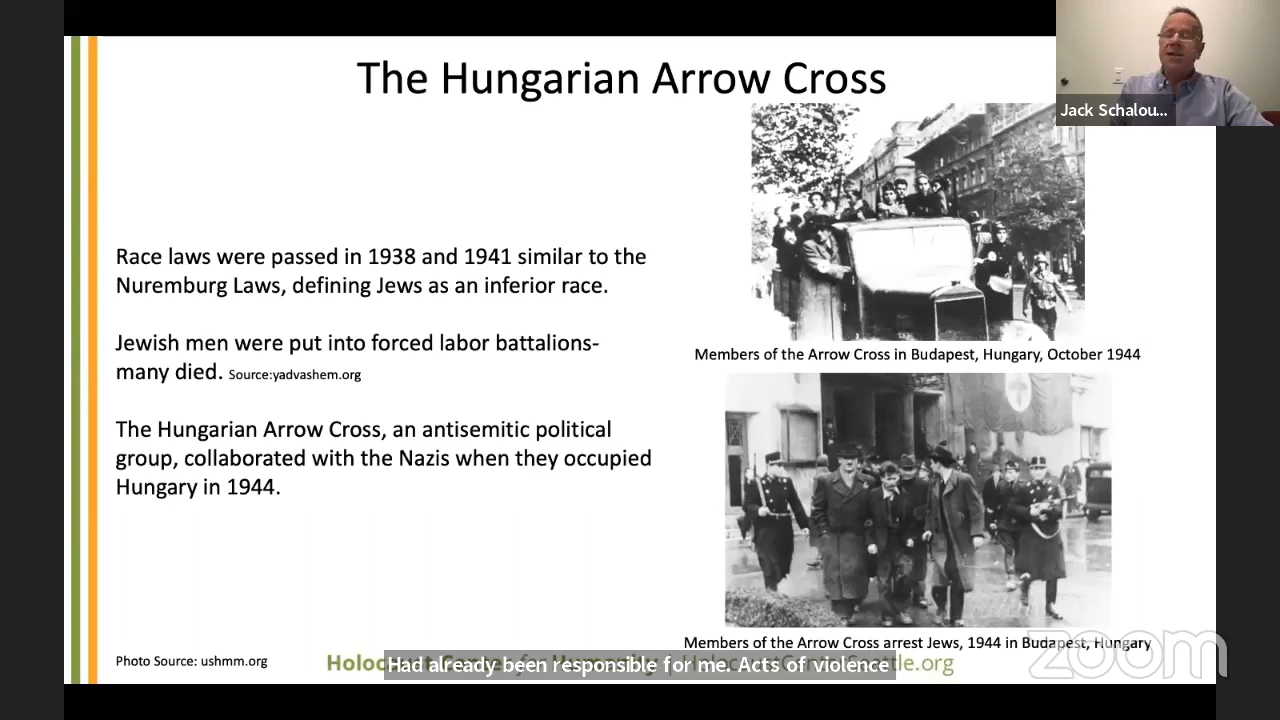 The Hungarian Arrow Cross
Jack Schalou...
Race laws were passed in 1938 and 1941 similar to the
Nuremburg Laws, defining Jews as an inferior race.
Members of the Arrow Cross in Budapest, Hungary, October 1944
Jewish men were put into forced labor battalions-
many died. Source:yadvashem.org
The Hungarian Arrow Cross, an antisemitic political
group, collaborated with the Nazis when they occupied
Hungary in 1944.
Members of the Arrow Cross arrest Jews, 1944 in Budapest, Hungary
zoom
Photo Source: ushmm.org
Had already been responsible for me. Acts of violence